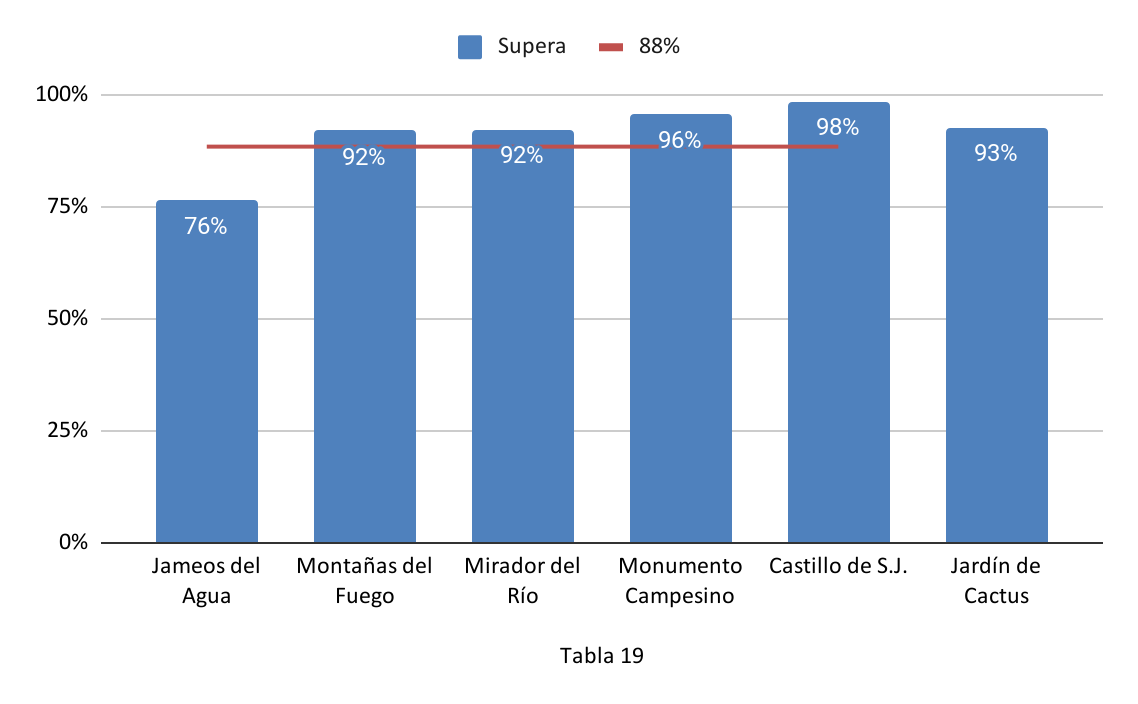 Supera 88%
100%
75%
50%
25%
0%
76%
92%
92%
96%
98%
93%
Jameos del
Agua
Montañas del
Fuego
Mirador del
Río
Monumento
Campesino
Castillo de S.J.
Jardín de
Cactus
Tabla 19